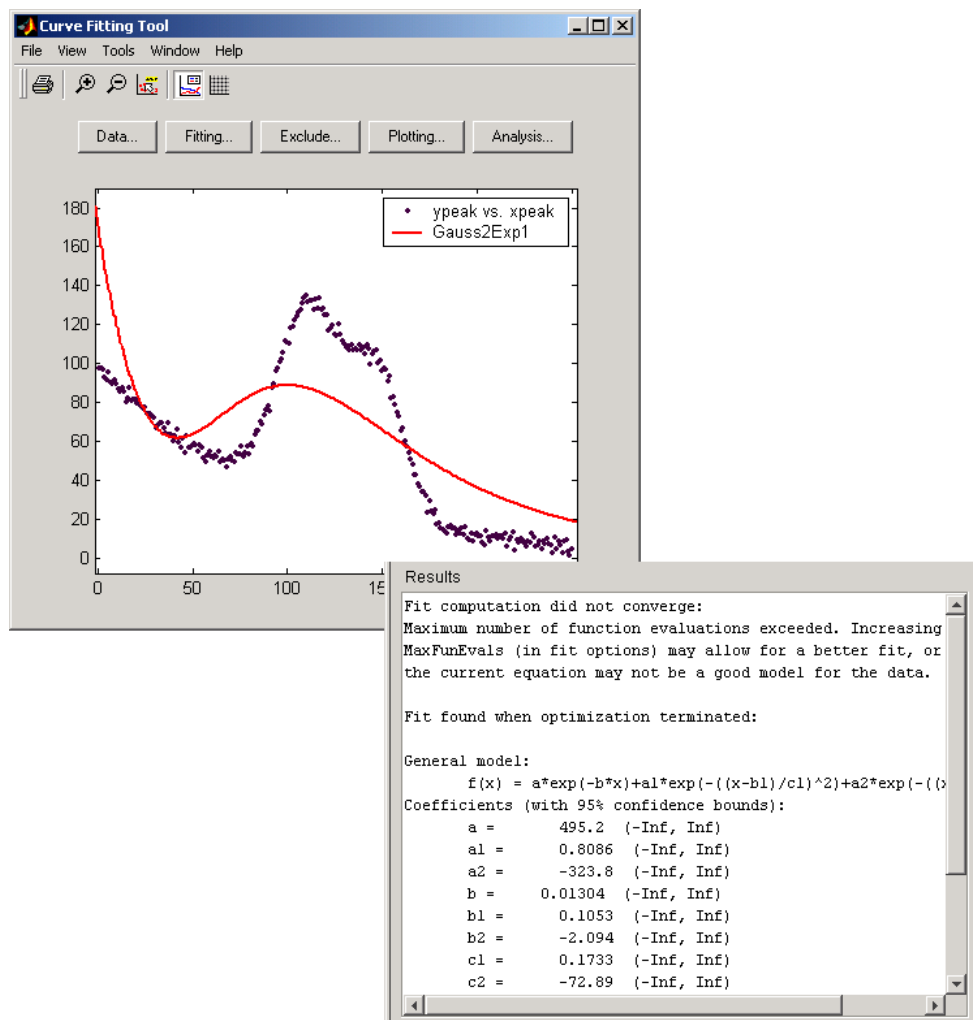 Curve Fitting Tool
File View Tools Window Help
Data... Fitting... Exclude... Plotting... Analysis...
ypeak vs. xpeak
Gauss2Exp1
180
160
140
120
100
80
60
40
20
0
0 50 100 15
Results
Fit computation did not converge:
Maximum number of function evaluations exceeded. Increasing
MaxFunEvals (in fit options) may allow for a better fit, or
the current equation may not be a good model for the data.
Fit found when optimization terminated:
General model:
f(x) = a*exp(-b*x)+a1*exp(-((x-b1)/c1)^2)+a2*exp(-((x
Coefficients (with 95% confidence bounds):
a = 495.2 (-Inf, Inf)
a1 = 0.8086 (-Inf, Inf)
a2 = -323.8 (-Inf, Inf)
b = 0.01304 (-Inf, Inf)
b1 = 0.1053 (-Inf, Inf)
b2 = -2.094 (-Inf, Inf)
c1 = 0.1733 (-Inf, Inf)
c2 = -72.89 (-Inf, Inf)